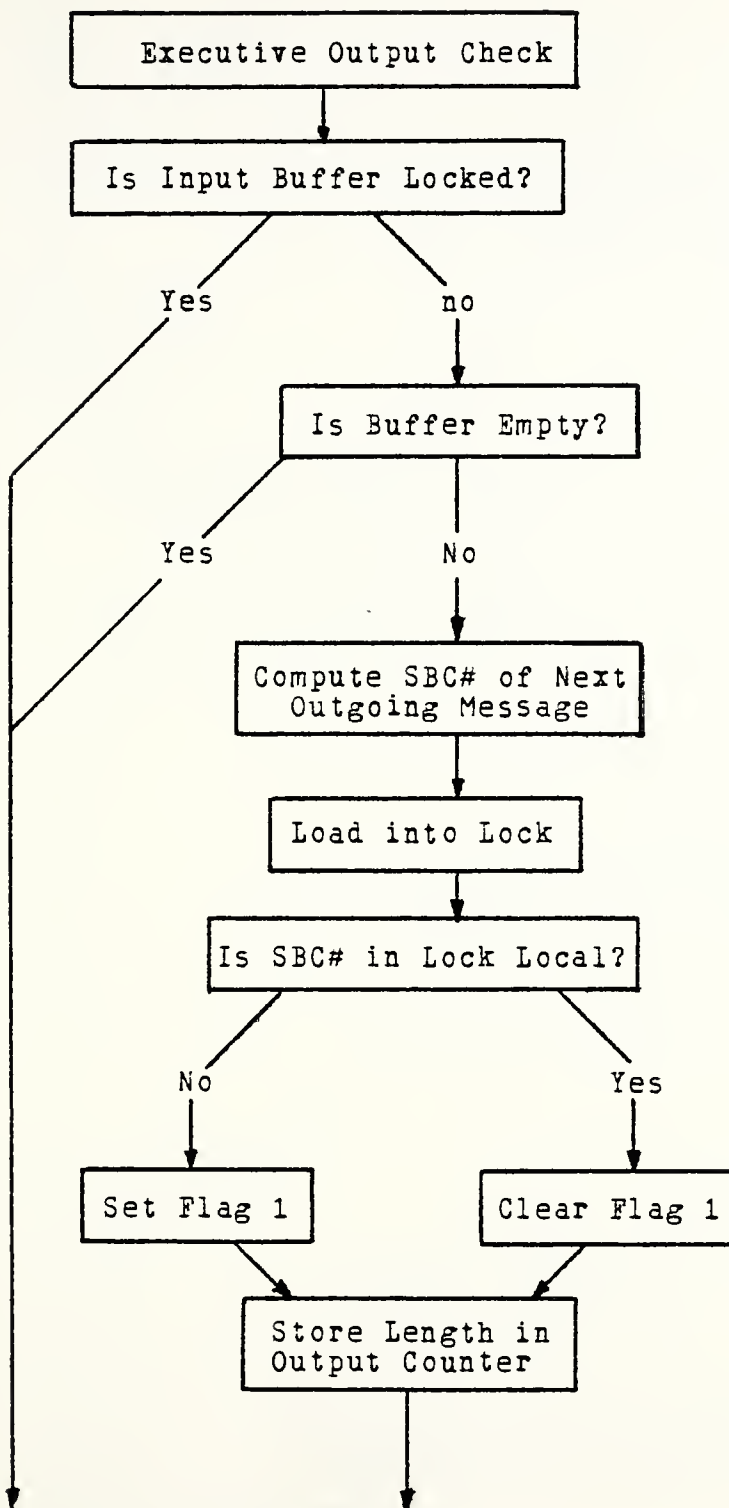 Executive Output Check
Is Input Buffer Locked?
Yes
no
Is Buffer Empty?
Yes
No
Compute SBC# of Next
Outgoing Message
Load into Lock
Is SBC# in Lock Local?
No
Yes
Set Flag 1
Clear Flag 1
Store Length in
Output Counter